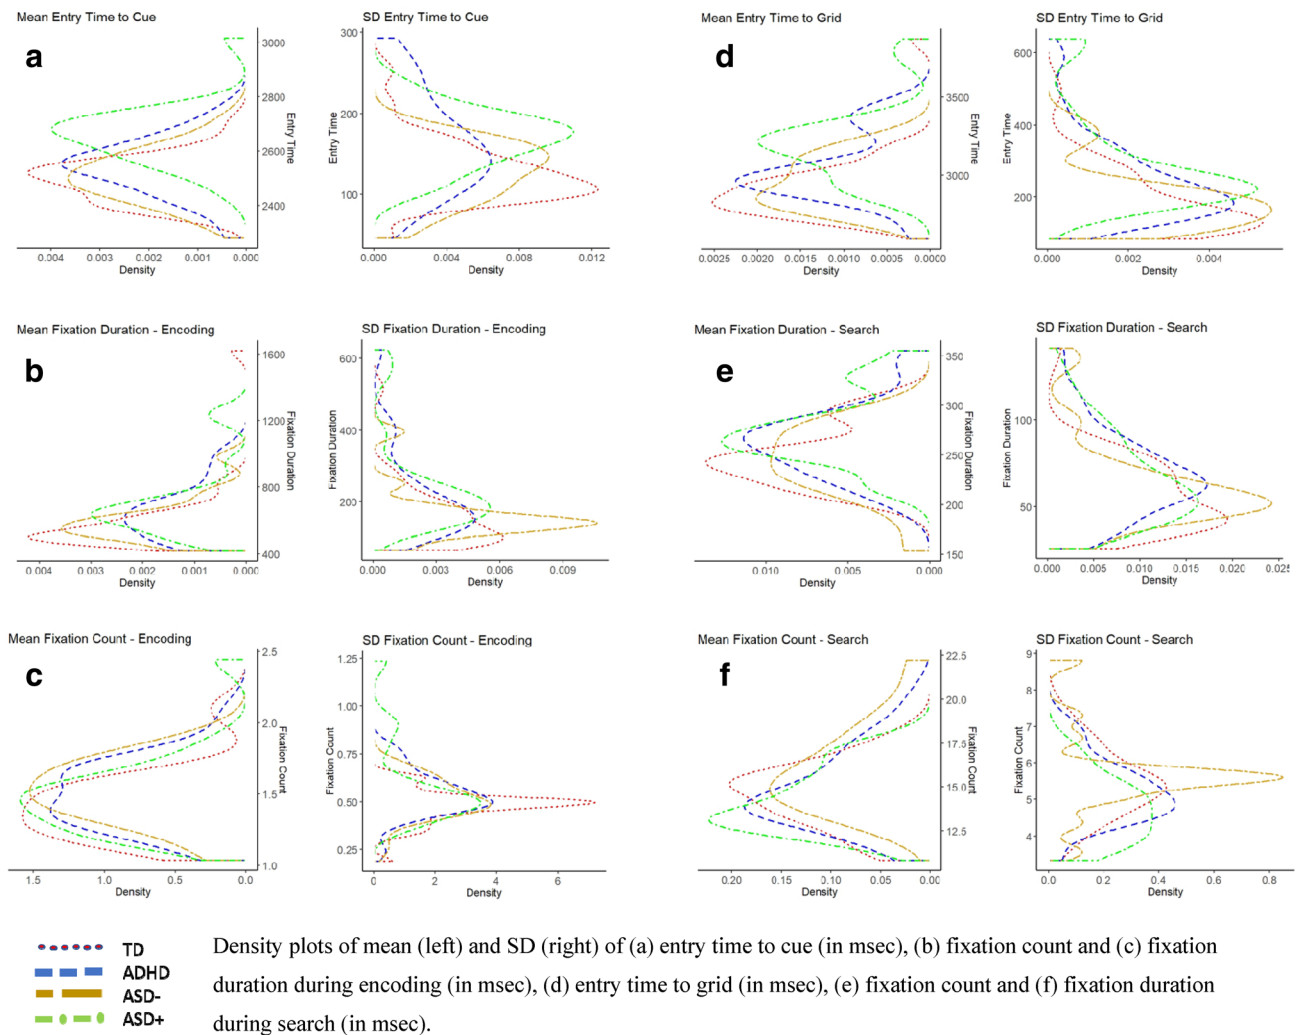 Mean Entry Time to Cue
SD Entry Time to Cue
Mean Entry Time to Grid
SD Entry Time to Grid
a
3000
2800
2600
2400
Entry Time
0.004 0.003 0.002 0.001 0.000
Density
300
200
100
Entry Time
0.000 0.004 0.008 0.012
Density
d
3500
3000
Entry Time
0.0025 0.0020 0.0015 0.0010 0.0005 0.0000
Density
600
400
200
Entry Time
0.000 0.002 0.004
Density
Mean Fixation Duration - Encoding
SD Fixation Duration - Encoding
Mean Fixation Duration - Search
SD Fixation Duration - Search
b
1600
1200
800
400
Fixation Duration
0.004 0.003 0.002 0.001 0.000
Density
600
400
200
Fixation Duration
0.000 0.003 0.006 0.009
Density
e
350
300
250
200
150
Fixation Duration
0.010 0.005 0.000
Density
100
50
Fixation Duration
0.000 0.005 0.010 0.015 0.020 0.025
Density
Mean Fixation Count - Encoding
SD Fixation Count - Encoding
Mean Fixation Count - Search
SD Fixation Count - Search
c
2.5
2.0
1.5
1.0
Fixation Count
1.5 1.0 0.5 0.0
Density
1.25
1.00
0.75
0.50
0.25
Fixation Count
0 2 4 6
Density
f
22.5
20.0
17.5
15.0
12.5
Fixation Count
0.20 0.15 0.10 0.05 0.00
Density
9
8
7
6
5
4
Fixation Count
0.0 0.2 0.4 0.6 0.8
Density
TD
ADHD
ASD-
ASD+
Density plots of mean (left) and SD (right) of (a) entry time to cue (in msec), (b) fixation count and (c) fixation
duration during encoding (in msec), (d) entry time to grid (in msec), (e) fixation count and (f) fixation duration
during search (in msec).